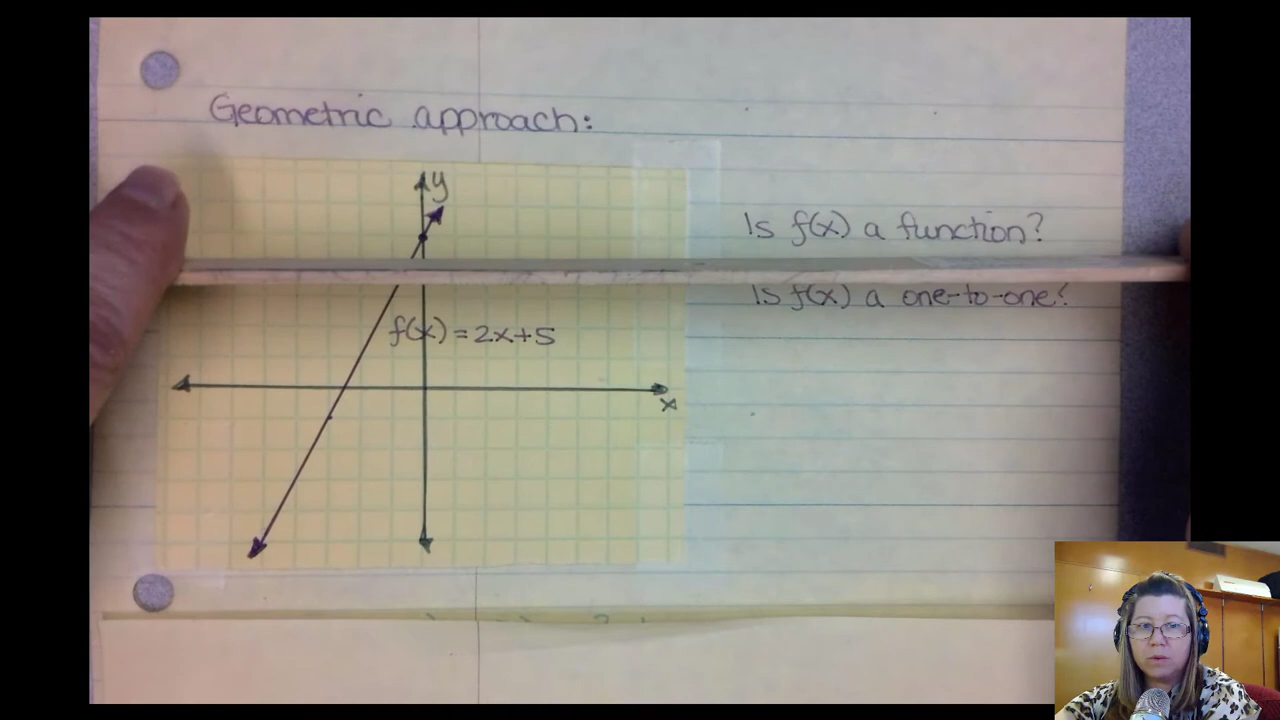 Geometric approach:
y
Is f(x) a function?
Is f(x) a one-to-one?
f(x) = 2x+5
x